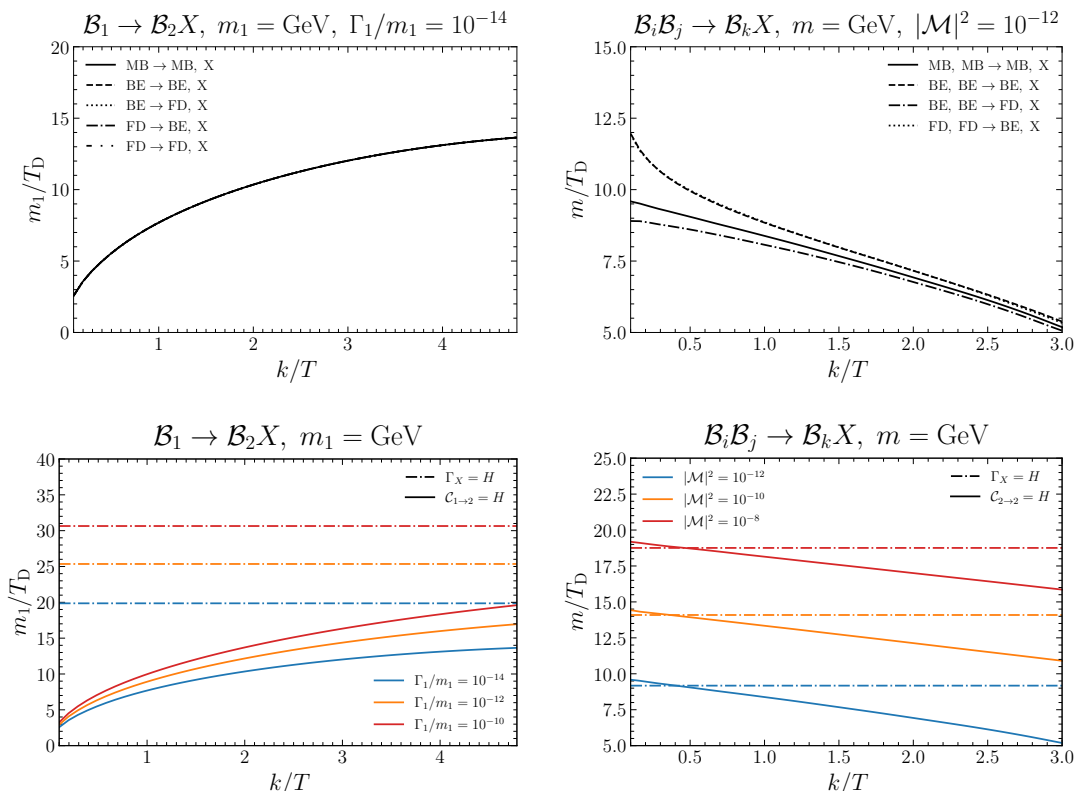 𝓑₁ → 𝓑₂X, m₁ = GeV, Γ₁/m₁ = 10⁻¹⁴
20
15
10
5
0
m₁/T_D
MB → MB, X
BE → BE, X
BE → FD, X
FD → BE, X
FD → FD, X
1
2
3
4
k/T
𝓑ᵢ𝓑ⱼ → 𝓑ₖX, m = GeV, |𝓜|² = 10⁻¹²
15.0
12.5
10.0
7.5
5.0
m/T_D
MB, MB → MB, X
BE, BE → BE, X
BE, BE → FD, X
FD, FD → BE, X
0.5
1.0
1.5
2.0
2.5
3.0
k/T
𝓑₁ → 𝓑₂X, m₁ = GeV
40
35
30
25
20
15
10
5
0
m₁/T_D
Γ_X = H
𝓒₁→₂ = H
Γ₁/m₁ = 10⁻¹⁴
Γ₁/m₁ = 10⁻¹²
Γ₁/m₁ = 10⁻¹⁰
1
2
3
4
k/T
𝓑ᵢ𝓑ⱼ → 𝓑ₖX, m = GeV
25.0
22.5
20.0
17.5
15.0
12.5
10.0
7.5
5.0
m/T_D
|𝓜|² = 10⁻¹²
|𝓜|² = 10⁻¹⁰
|𝓜|² = 10⁻⁸
Γ_X = H
𝓒₂→₂ = H
0.5
1.0
1.5
2.0
2.5
3.0
k/T